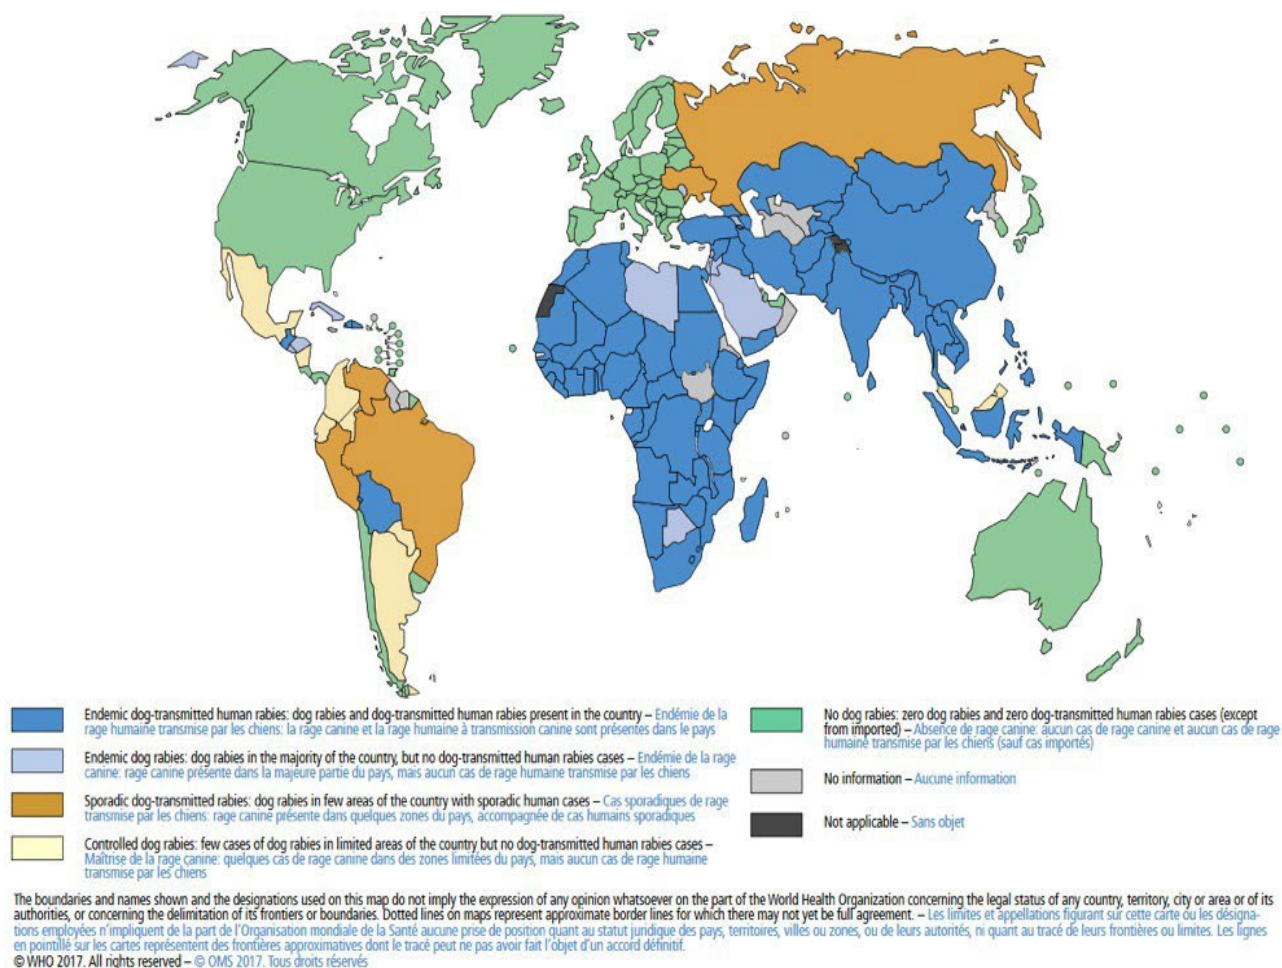 Endemic dog-transmitted human rabies: dog rabies and dog-transmitted human rabies present in the country – Endémie de la
rage humaine transmise par les chiens: la rage canine et la rage humaine à transmission canine sont présentes dans le pays
Endemic dog rabies: dog rabies in the majority of the country, but no dog-transmitted human rabies cases – Endémie de la rage
canine: rage canine présente dans la majeure partie du pays, mais aucun cas de rage humaine transmise par les chiens
Sporadic dog-transmitted rabies: dog rabies in few areas of the country with sporadic human cases – Cas sporadiques de rage
transmise par les chiens: rage canine présente dans quelques zones du pays, accompagnée de cas humains sporadiques
Controlled dog rabies: few cases of dog rabies in limited areas of the country but no dog-transmitted human rabies cases –
Maîtrise de la rage canine: quelques cas de rage canine dans des zones limitées du pays, mais aucun cas de rage humaine
transmise par les chiens
No dog rabies: zero dog rabies and zero dog-transmitted human rabies cases (except
from imported) – Absence de rage canine: aucun cas de rage canine et aucun cas de rage
humaine transmise par les chiens (sauf cas importés)
No information – Aucune information
Not applicable – Sans objet
The boundaries and names shown and the designations used on this map do not imply the expression of any opinion whatsoever on the part of the World Health Organization concerning the legal status of any country, territory, city or area or of its
authorities, or concerning the delimitation of its frontiers or boundaries. Dotted lines on maps represent approximate border lines for which there may not yet be full agreement. – Les limites et appellations figurant sur cette carte ou les désigna-
tions employées n'impliquent de la part de l'Organisation mondiale de la Santé aucune prise de position quant au statut juridique des pays, territoires, villes ou zones, ou de leurs autorités, ni quant au tracé de leurs frontières ou limites. Les lignes
en pointillé sur les cartes représentent des frontières approximatives dont le tracé peut ne pas avoir fait l'objet d'un accord définitif.
© WHO 2017. All rights reserved – © OMS 2017. Tous droits réservés